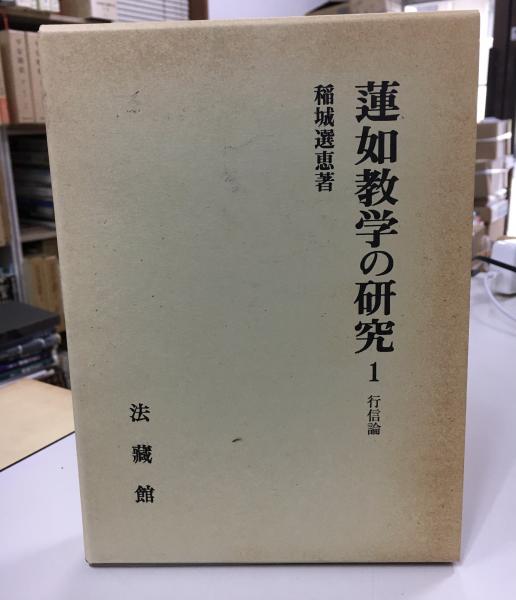 蓮如教学の研究 1 行信論
稲城選恵著
法藏館